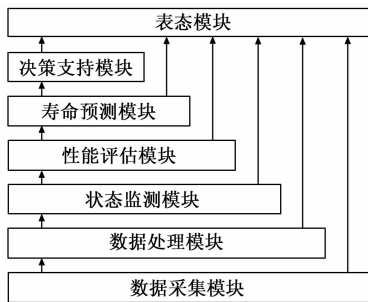 表态模块
决策支持模块
寿命预测模块
性能评估模块
状态监测模块
数据处理模块
数据采集模块